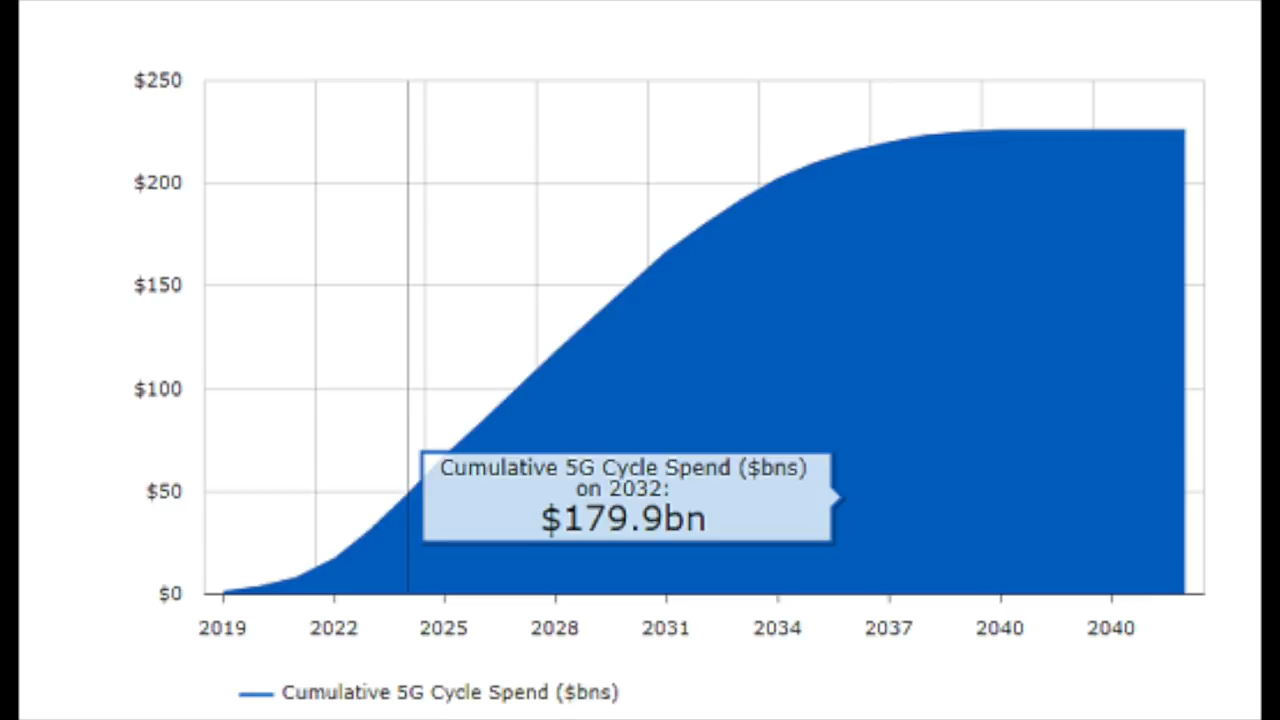 $250
$200
$150
$100
$50
$0
Cumulative 5G Cycle Spend ($bns)
on 2032:
$179.9bn
2019 2022 2025 2028 2031 2034 2037 2040 2040
Cumulative 5G Cycle Spend ($bns)